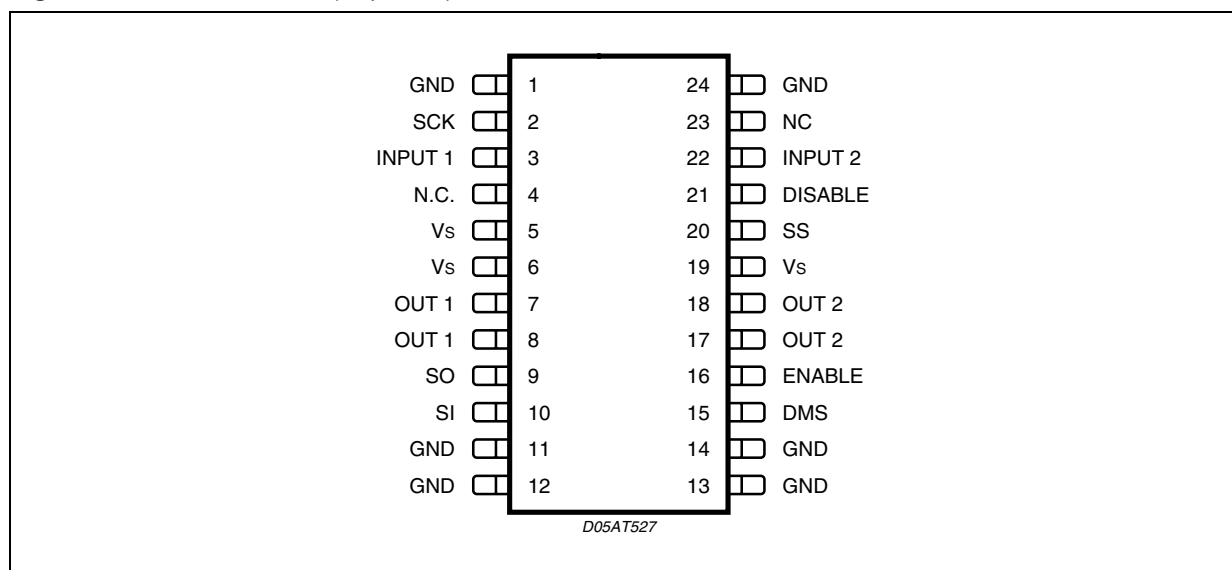 GND 1 24 GND
SCK 2 23 NC
INPUT 1 3 22 INPUT 2
N.C. 4 21 DISABLE
Vs 5 20 SS
Vs 6 19 Vs
OUT 1 7 18 OUT 2
OUT 1 8 17 OUT 2
SO 9 16 ENABLE
SI 10 15 DMS
GND 11 14 GND
GND 12 13 GND
D05AT527